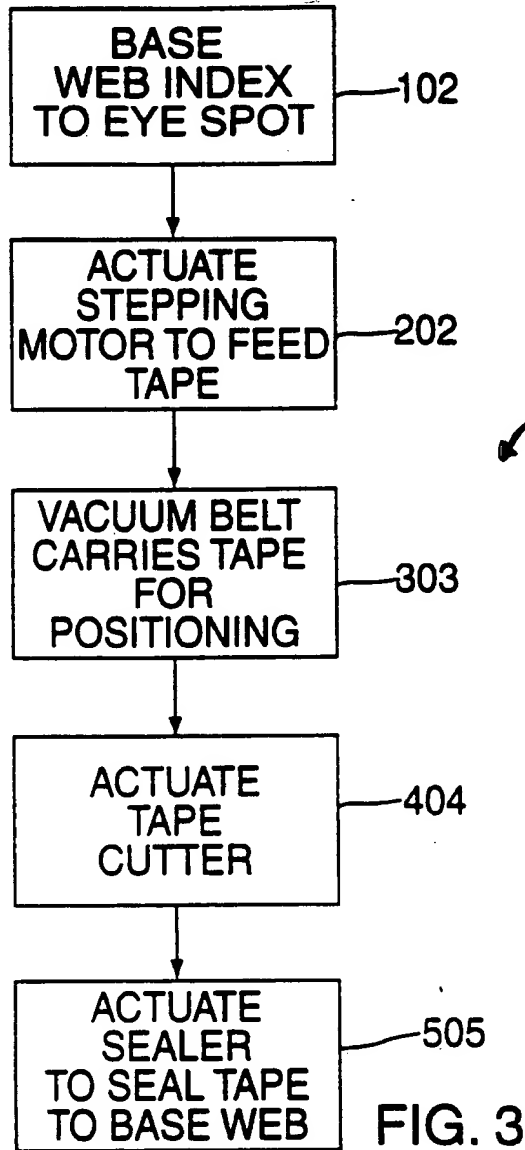 BASE
WEB INDEX
TO EYE SPOT
102
ACTUATE
STEPPING
MOTOR TO FEED
TAPE
202
VACUUM BELT
CARRIES TAPE
FOR
POSITIONING
303
ACTUATE
TAPE
CUTTER
404
ACTUATE
SEALER
TO SEAL TAPE
TO BASE WEB
505
FIG. 3